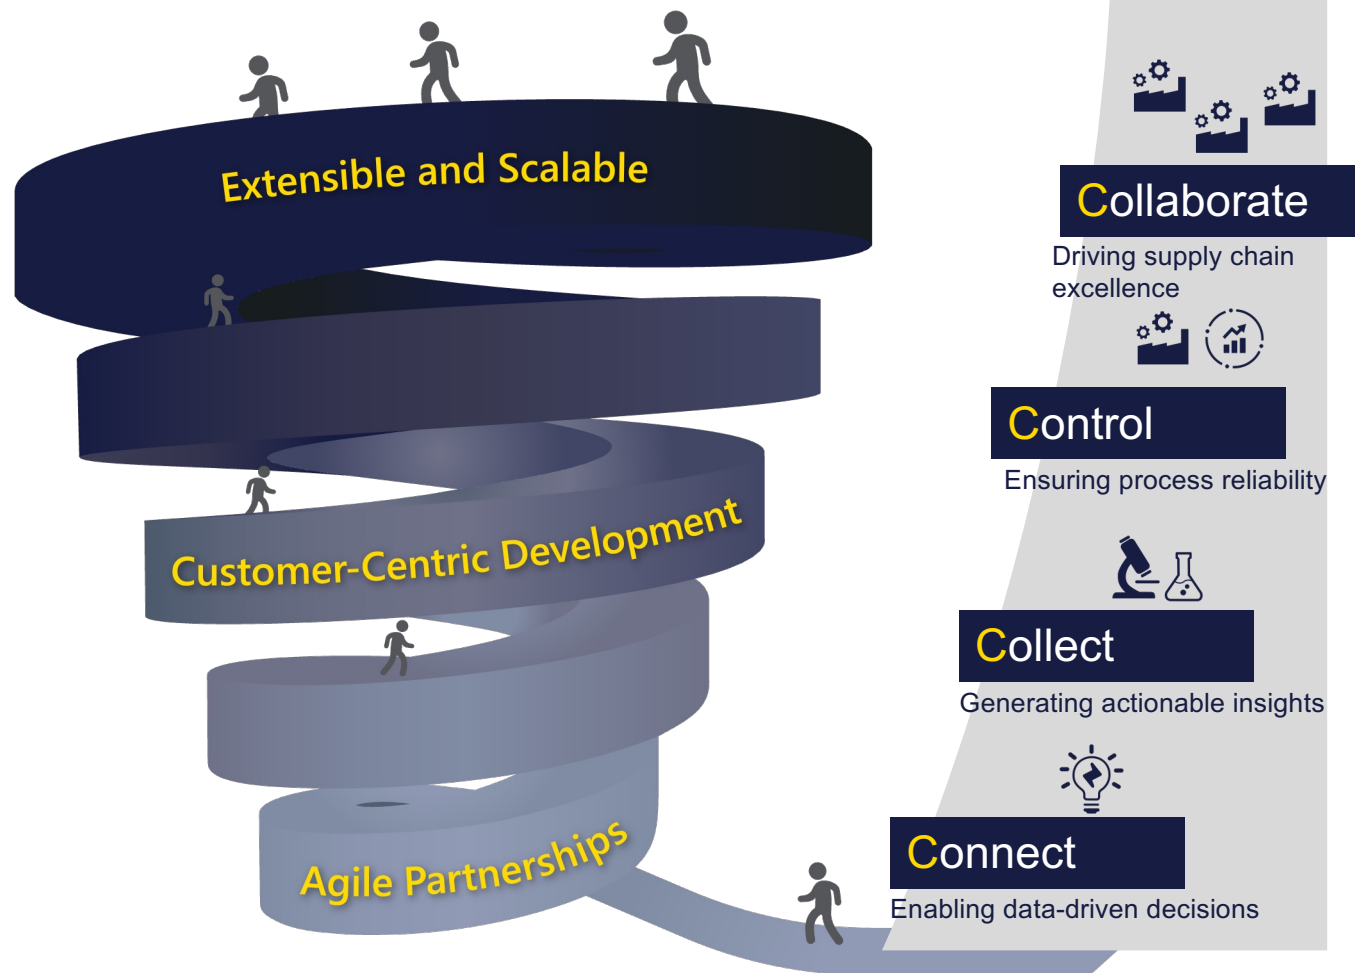 Extensible and Scalable
Customer-Centric Development
Agile Partnerships
Collaborate
Driving supply chain
excellence
Control
Ensuring process reliability
Collect
Generating actionable insights
Connect
Enabling data-driven decisions